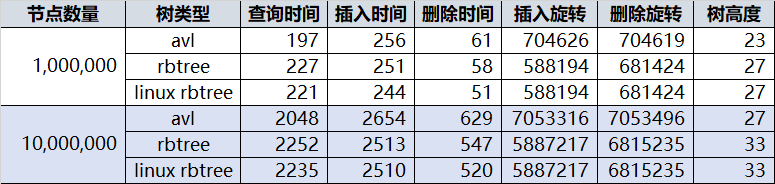 节点数量 树类型 查询时间 插入时间 删除时间 插入旋转 删除旋转 树高度
1,000,000 avl 197 256 61 704626 704619 23
rbtree 227 251 58 588194 681424 27
linux rbtree 221 244 51 588194 681424 27
10,000,000 avl 2048 2654 629 7053316 7053496 27
rbtree 2252 2513 547 5887217 6815235 33
linux rbtree 2235 2510 520 5887217 6815235 33